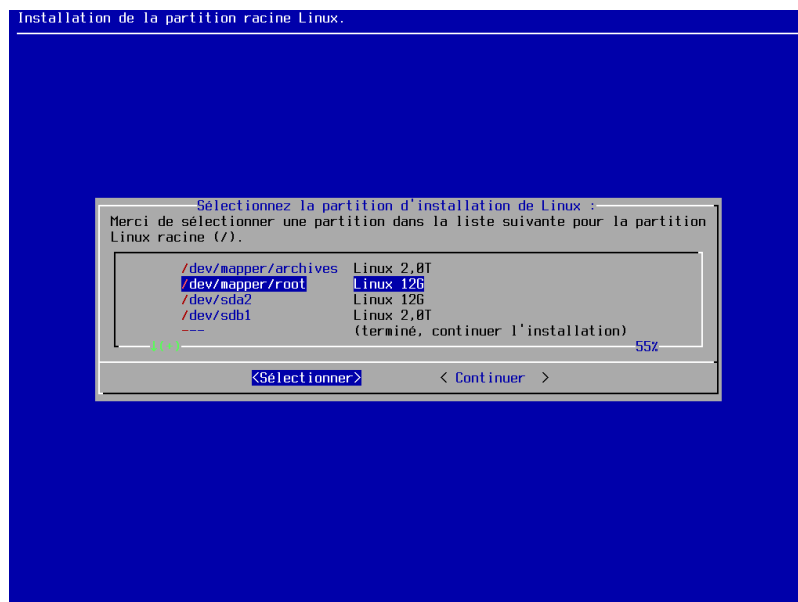 Installation de la partition racine Linux.
Sélectionnez la partition d'installation de Linux :
Merci de sélectionner une partition dans la liste suivante pour la partition
Linux racine (/).
/dev/mapper/archives Linux 2,0T
/dev/mapper/root Linux 12G
/dev/sda2 Linux 12G
/dev/sdb1 Linux 2,0T
--- (terminé, continuer l'installation)
↓(+) 55%
<Sélectionner> < Continuer >